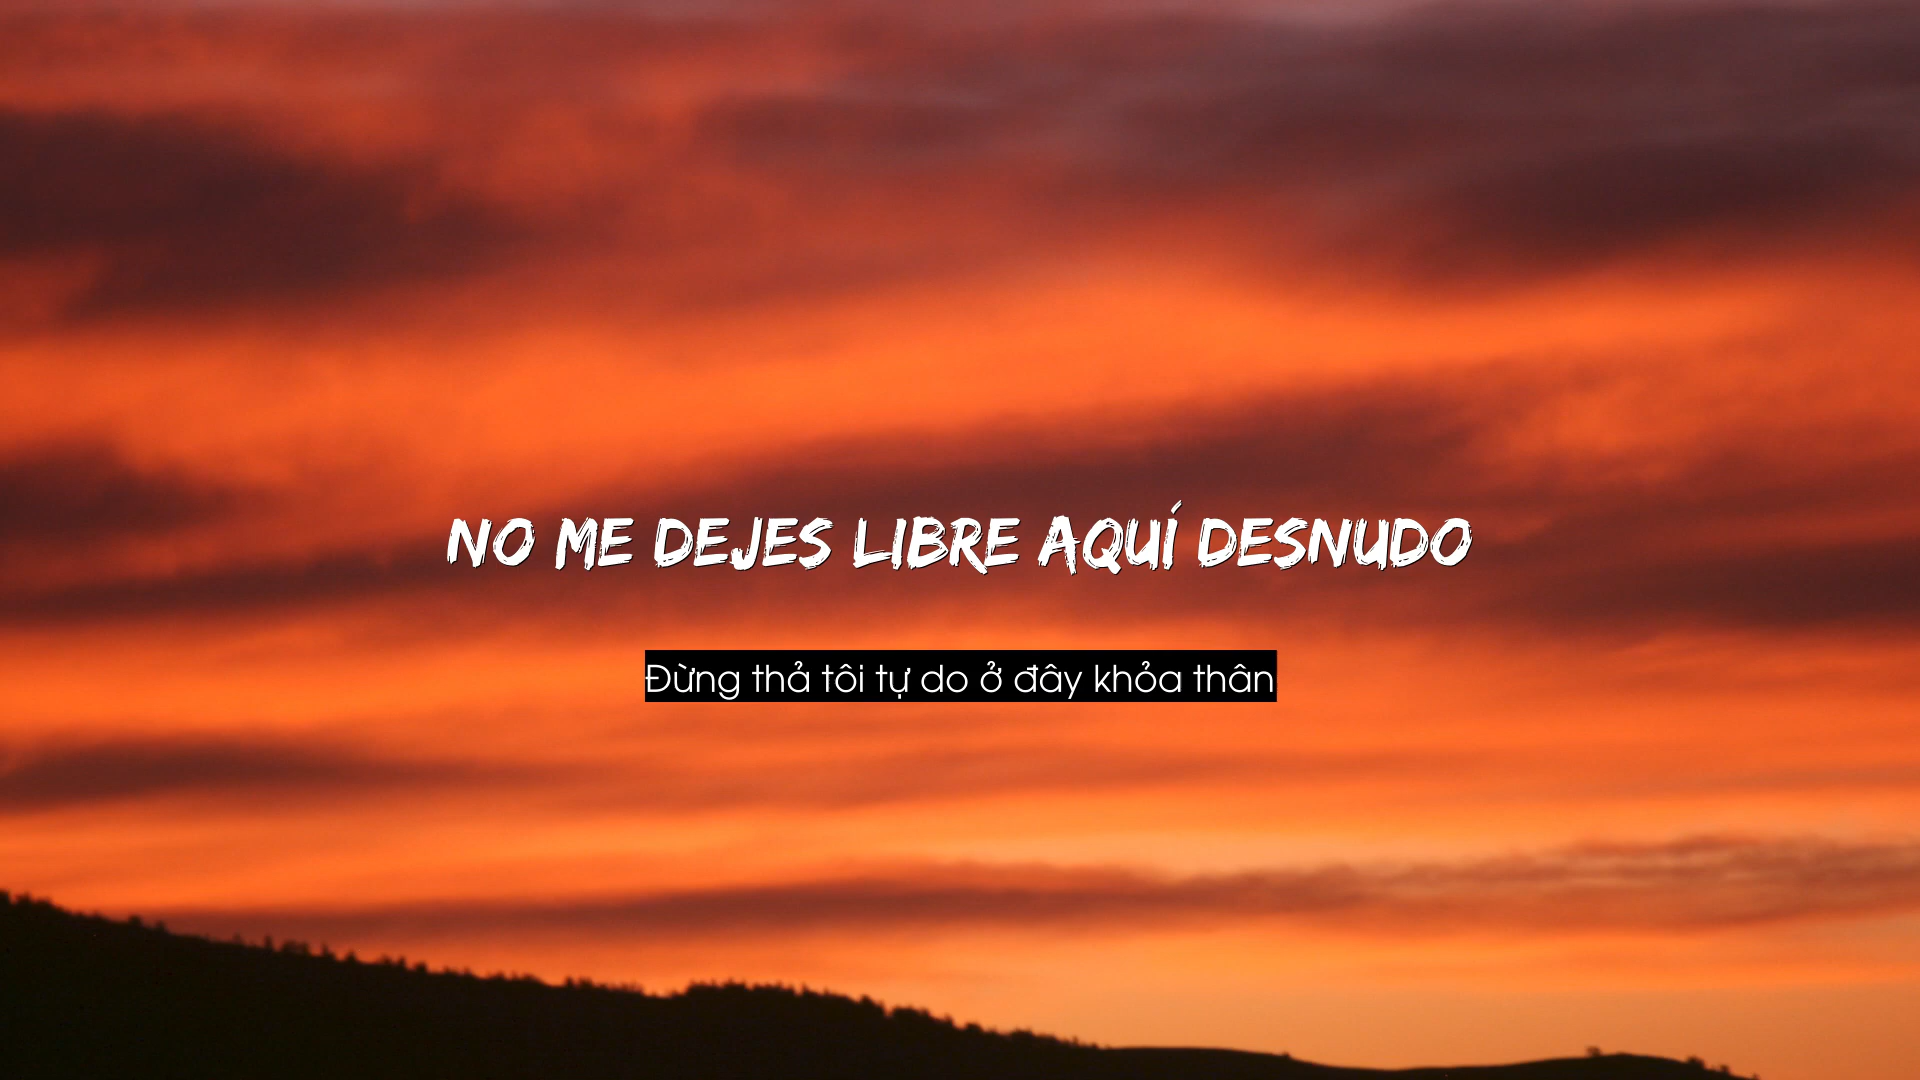 NO ME DEJES LIBRE AQUÍ DESNUDO
Đừng thả tôi tự do ở đây khỏa thân